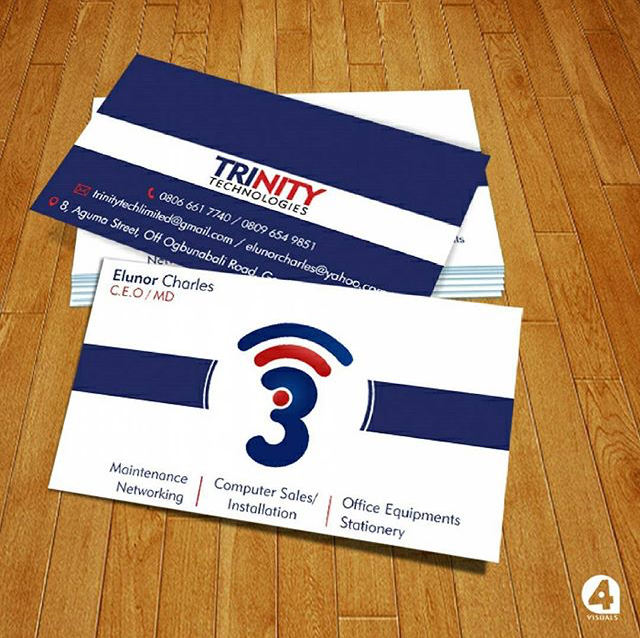 TRINITY
TECHNOLOGIES
0806 661 7740 / 0809 654 9851
trinitytechlimited@gmail.com / elunorcharles@yahoo.com
8, Aguma Street, Off Ogbunabali Road,
Elunor Charles
C.E.O / MD
3
Maintenance
Networking
Computer Sales/
Installation
Office Equipments
Stationery
4
VISUALS